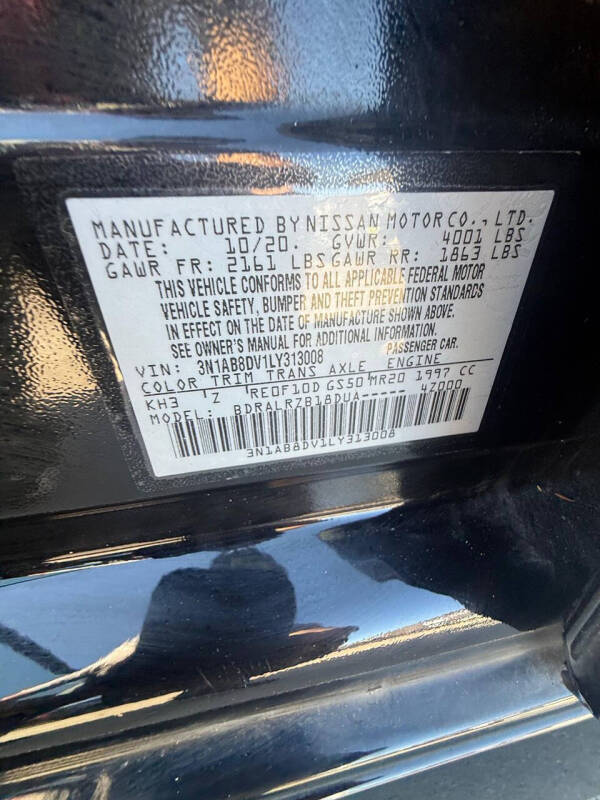 MANUFACTURED BY NISSAN MOTOR CO., LTD.
DATE: 10/20. GVWR: 4001 LBS
GAWR FR: 2161 LBS GAWR RR: 1863 LBS
THIS VEHICLE CONFORMS TO ALL APPLICABLE FEDERAL MOTOR
VEHICLE SAFETY, BUMPER AND THEFT PREVENTION STANDARDS
IN EFFECT ON THE DATE OF MANUFACTURE SHOWN ABOVE.
SEE OWNER'S MANUAL FOR ADDITIONAL INFORMATION.
VIN: 3N1AB8DV1LY313008 PASSENGER CAR.
COLOR TRIM TRANS AXLE ENGINE
KH3 Z RE0F10D GS50 MR20 1997 CC
MODEL: BDRALRZB18DUA----- 4Z000
3N1AB8DV1LY313008